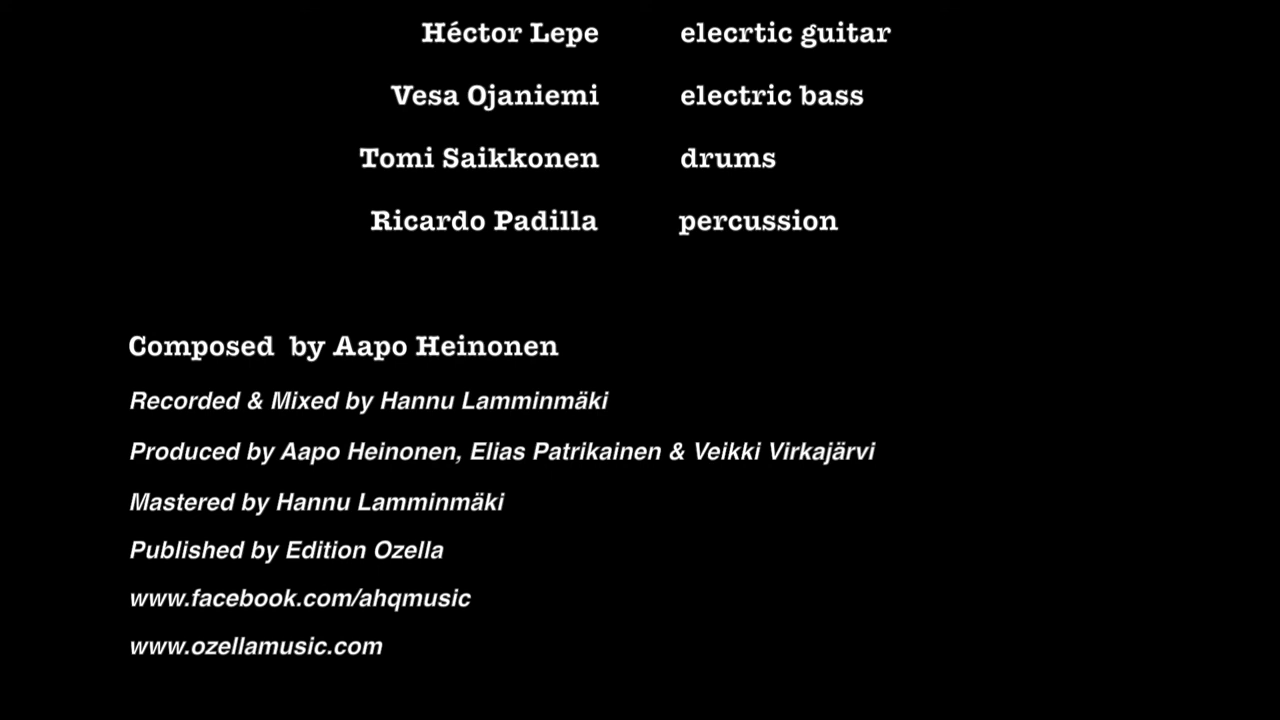 Héctor Lepe elecrtic guitar
Vesa Ojaniemi electric bass
Tomi Saikkonen drums
Ricardo Padilla percussion
Composed by Aapo Heinonen
Recorded & Mixed by Hannu Lamminmäki
Produced by Aapo Heinonen, Elias Patrikainen & Veikki Virkajärvi
Mastered by Hannu Lamminmäki
Published by Edition Ozella
www.facebook.com/ahqmusic
www.ozellamusic.com